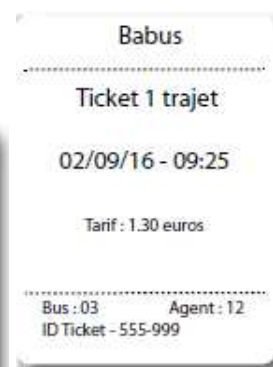 Babus
Ticket 1 trajet
02/09/16 - 09:25
Tarif : 1.30 euros
Bus : 03 Agent : 12
ID Ticket - 555-999